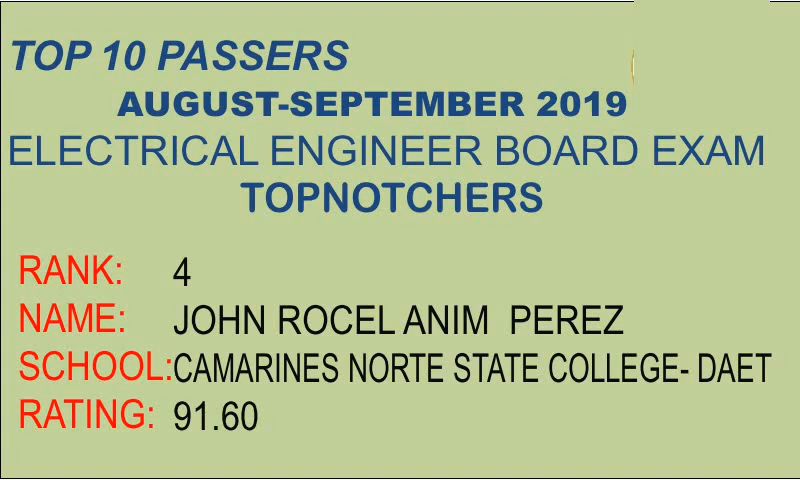 TOP 10 PASSERS
AUGUST-SEPTEMBER 2019
ELECTRICAL ENGINEER BOARD EXAM
TOPNOTCHERS
RANK: 4
NAME: JOHN ROCEL ANIM PEREZ
SCHOOL: CAMARINES NORTE STATE COLLEGE- DAET
RATING: 91.60